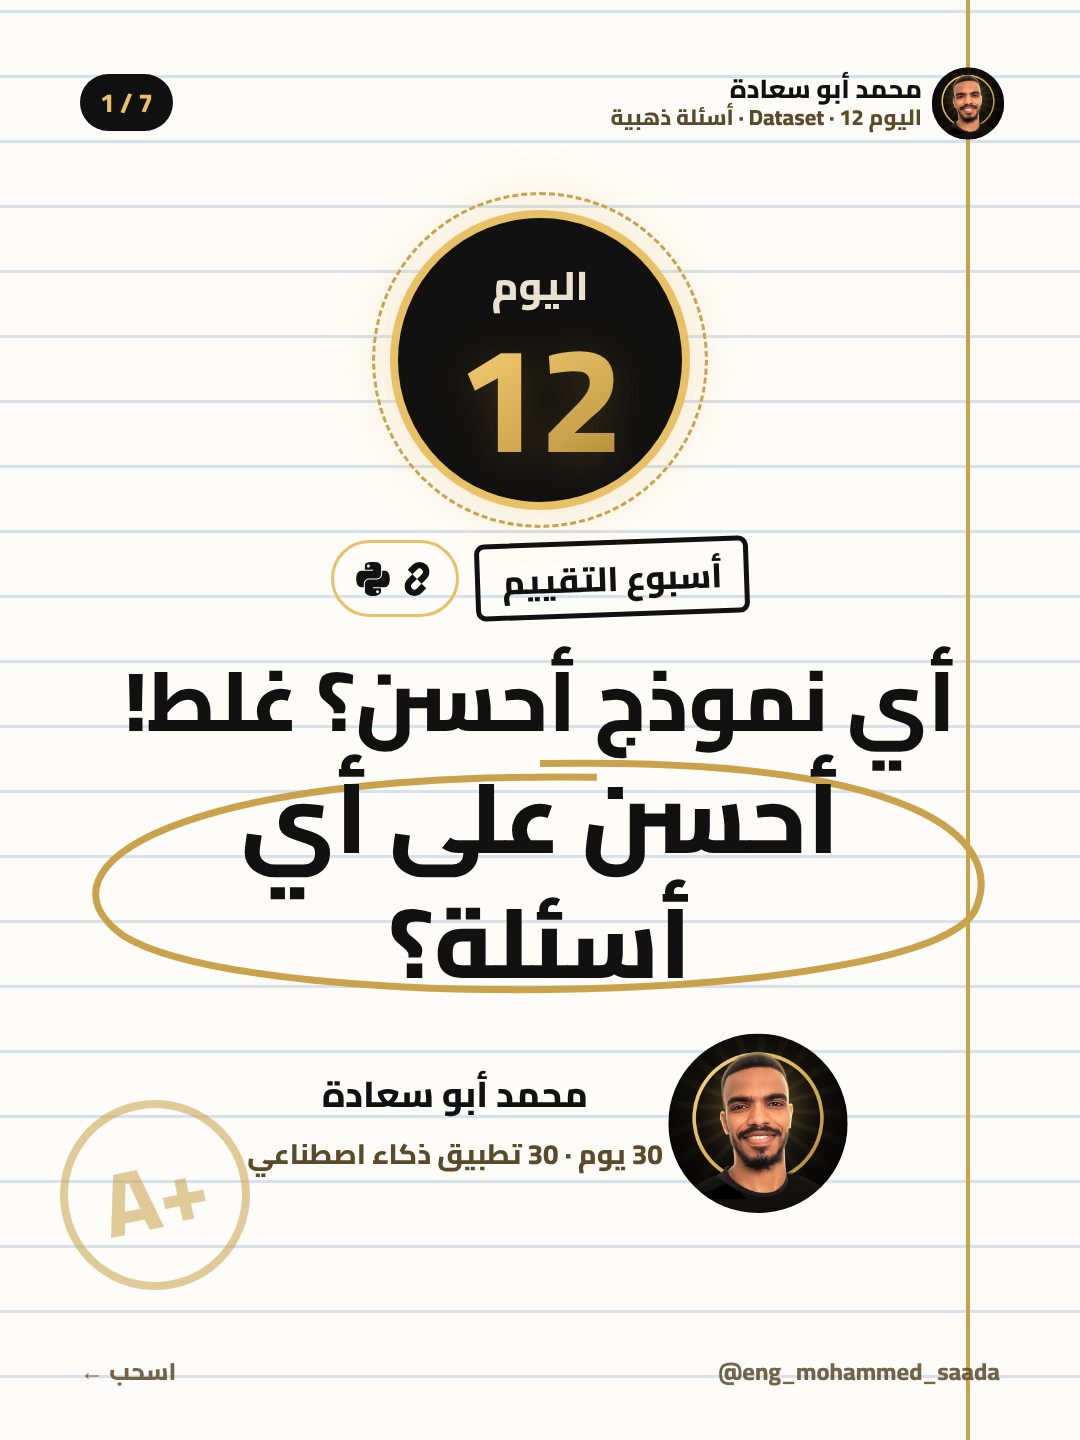 محمد أبو سعادة
اليوم 12 · Dataset · أسئلة ذهبية
1 / 7
اليوم
12
أسبوع التقييم
أي نموذج أحسن؟ غلط!
أحسن على أي
أسئلة؟
محمد أبو سعادة
30 يوم · 30 تطبيق ذكاء اصطناعي
A+
@eng_mohammed_saada
اسحب ←